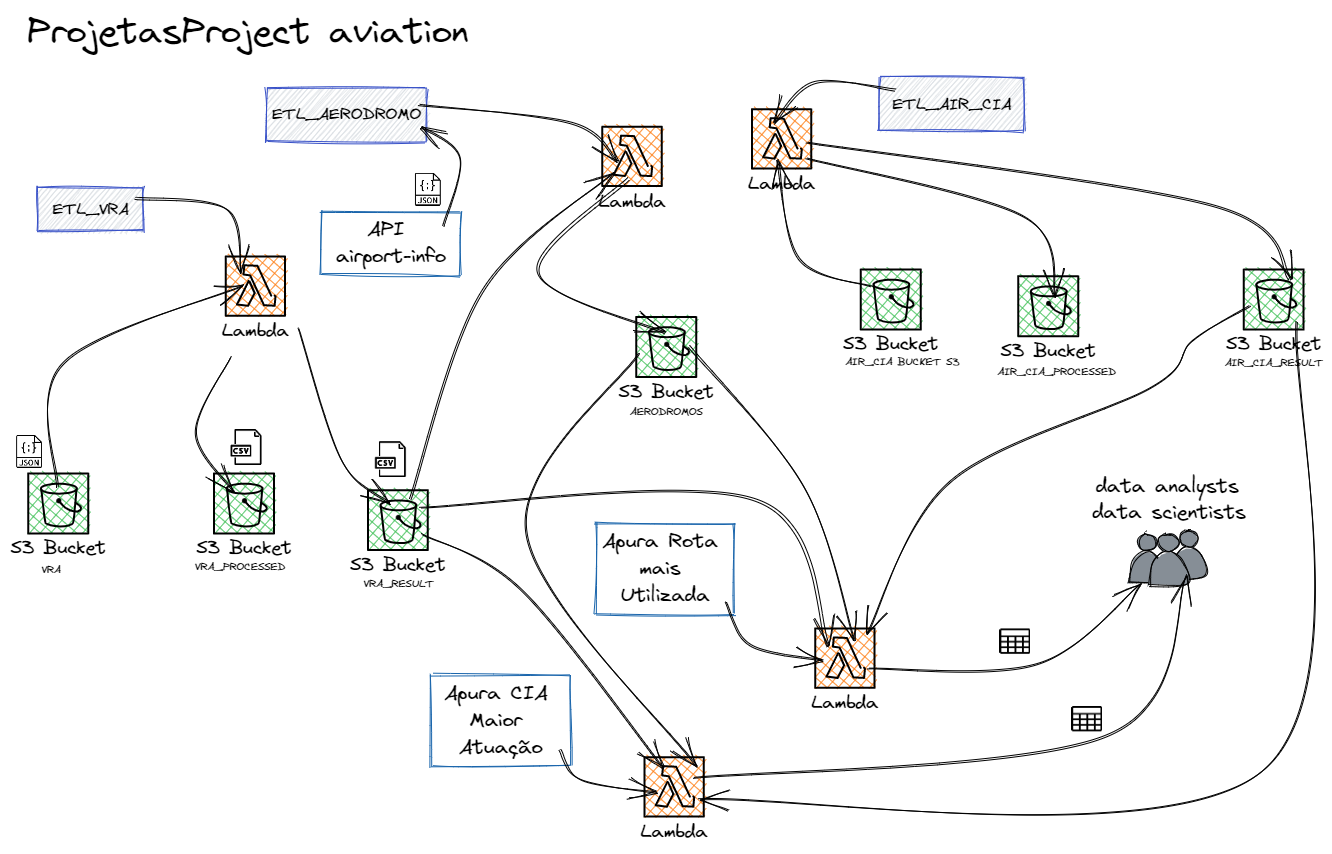 ProjetasProject aviation
ETL_AERODROMO
ETL_AIR_CIA
ETL_VRA
{;}
JSON
API
airport-info
Lambda
Lambda
Lambda
S3 Bucket
AERODROMOS
S3 Bucket
AIR_CIA BUCKET S3
S3 Bucket
AIR_CIA_PROCESSED
S3 Bucket
AIR_CIA_RESULT
{;}
JSON
CSV
CSV
S3 Bucket
VRA
S3 Bucket
VRA_PROCESSED
S3 Bucket
VRA_RESULT
data analysts
data scientists
Apura Rota
mais
Utilizada
Lambda
Apura CIA
Maior
Atuação
Lambda